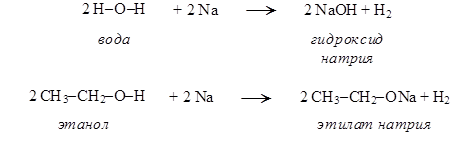 2 H–O–H + 2 Na ⟶ 2 NaOH + H₂
вода гидроксид
натрия
2 CH₃–CH₂–O–H + 2 Na ⟶ 2 CH₃–CH₂–ONa + H₂
этанол этилат натрия